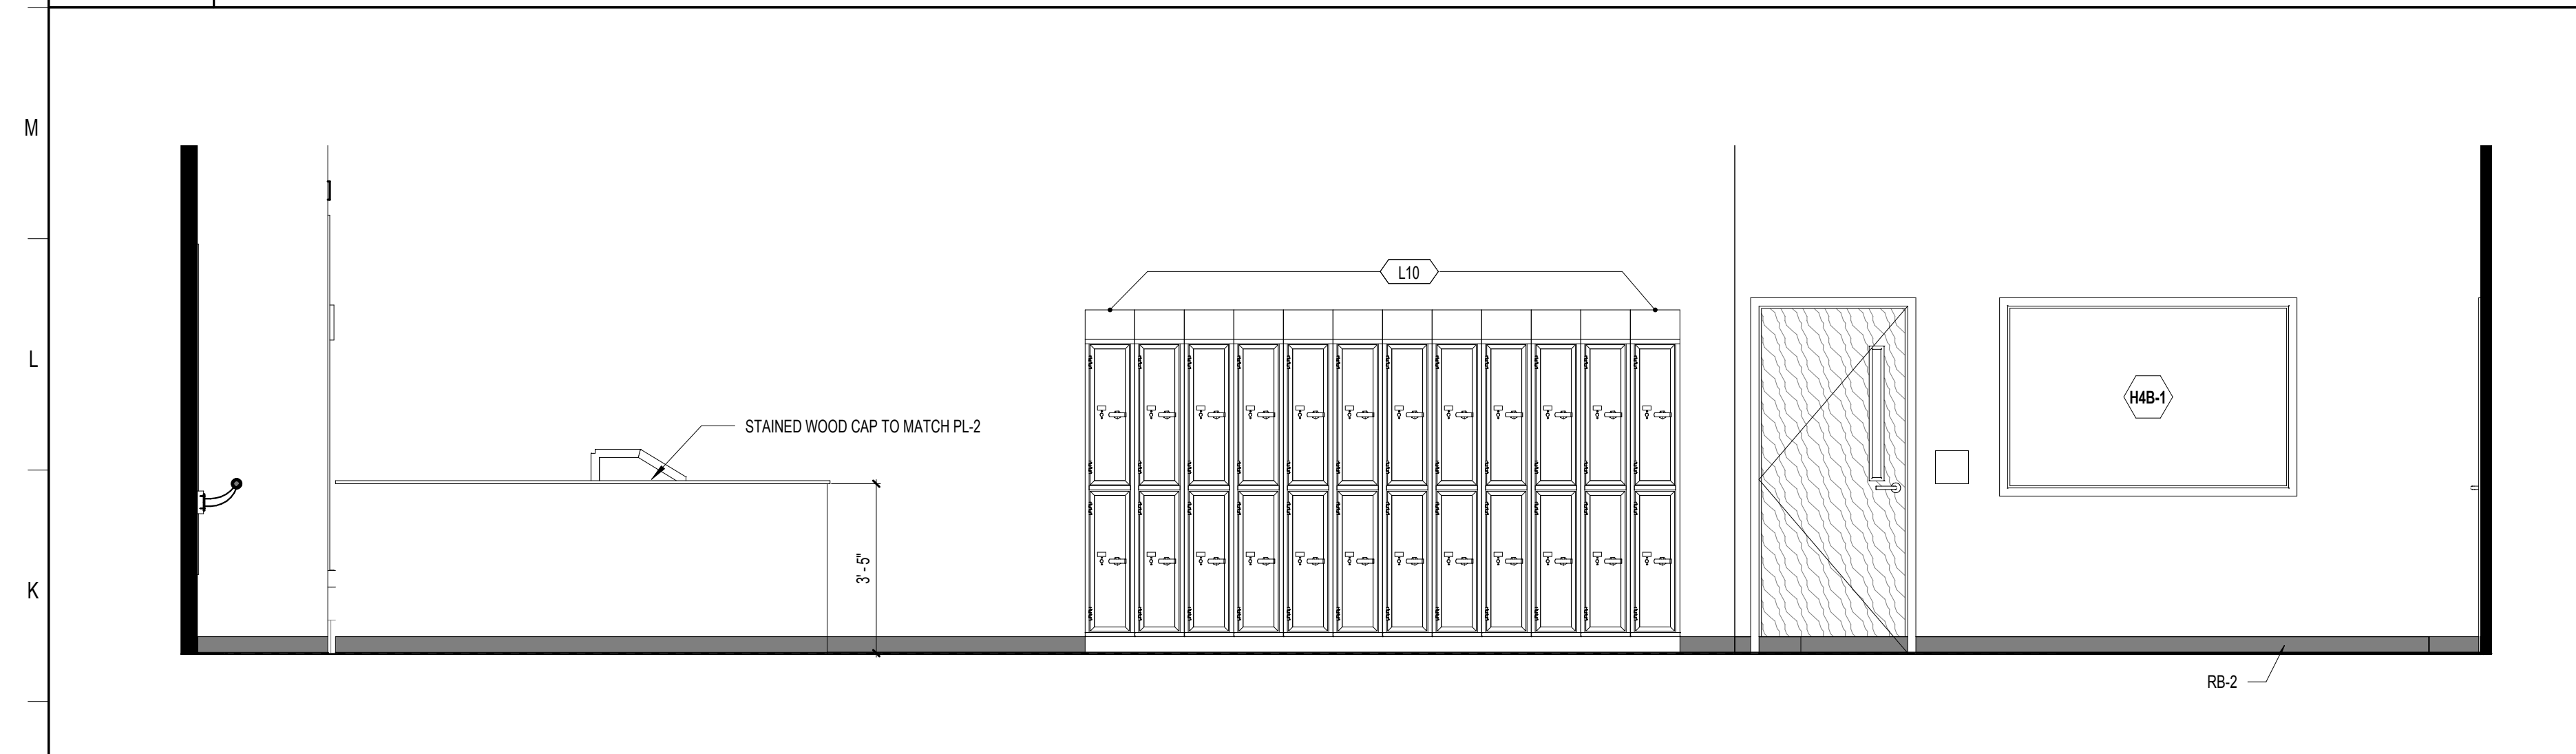 M
L10
L
H4B-1
STAINED WOOD CAP TO MATCH PL-2
3' - 5"
K
RB-2